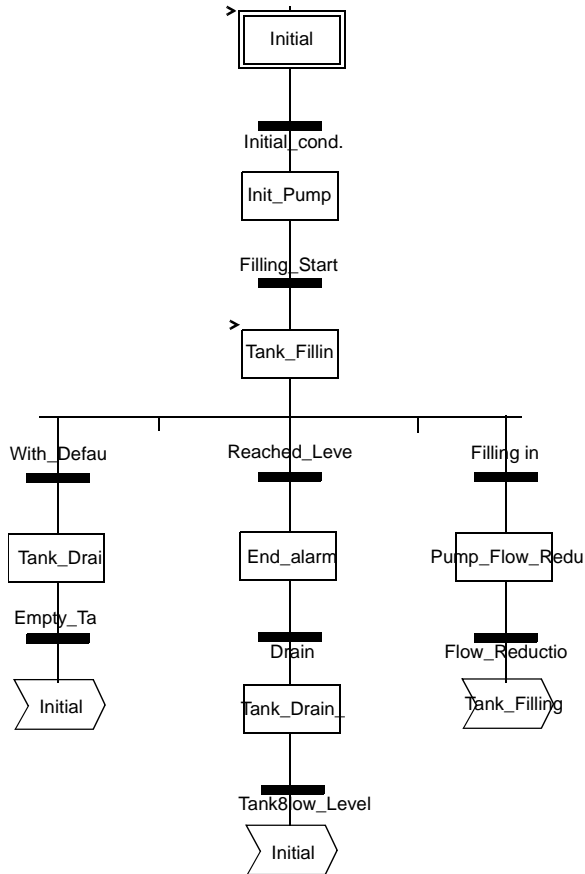 Initial
Initial_cond.
Init_Pump
Filling_Start
Tank_Fillin
With_Defau
Reached_Leve
Filling in
Tank_Drai
End_alarm
Pump_Flow_Redu
Empty_Ta
Drain
Flow_Reductio
Initial
Tank_Drain_
Tank_Filling
Tank8low_Level
Initial